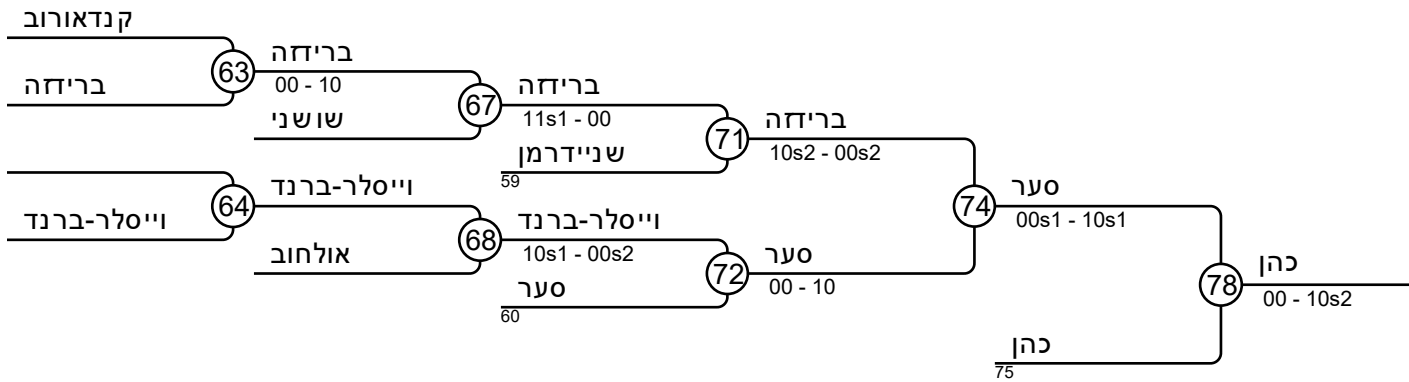 קנדאורוב
ברידזה
63
ברידזה
00 - 10
שושני
67
ברידזה
11s1 - 00
שניידרמן
59
71
ברידזה
10s2 - 00s2
וייסלר-ברנד
64
וייסלר-ברנד
אולחוב
68
וייסלר-ברנד
10s1 - 00s2
סער
60
72
סער
00 - 10
74
סער
00s1 - 10s1
כהן
75
78
כהן
00 - 10s2